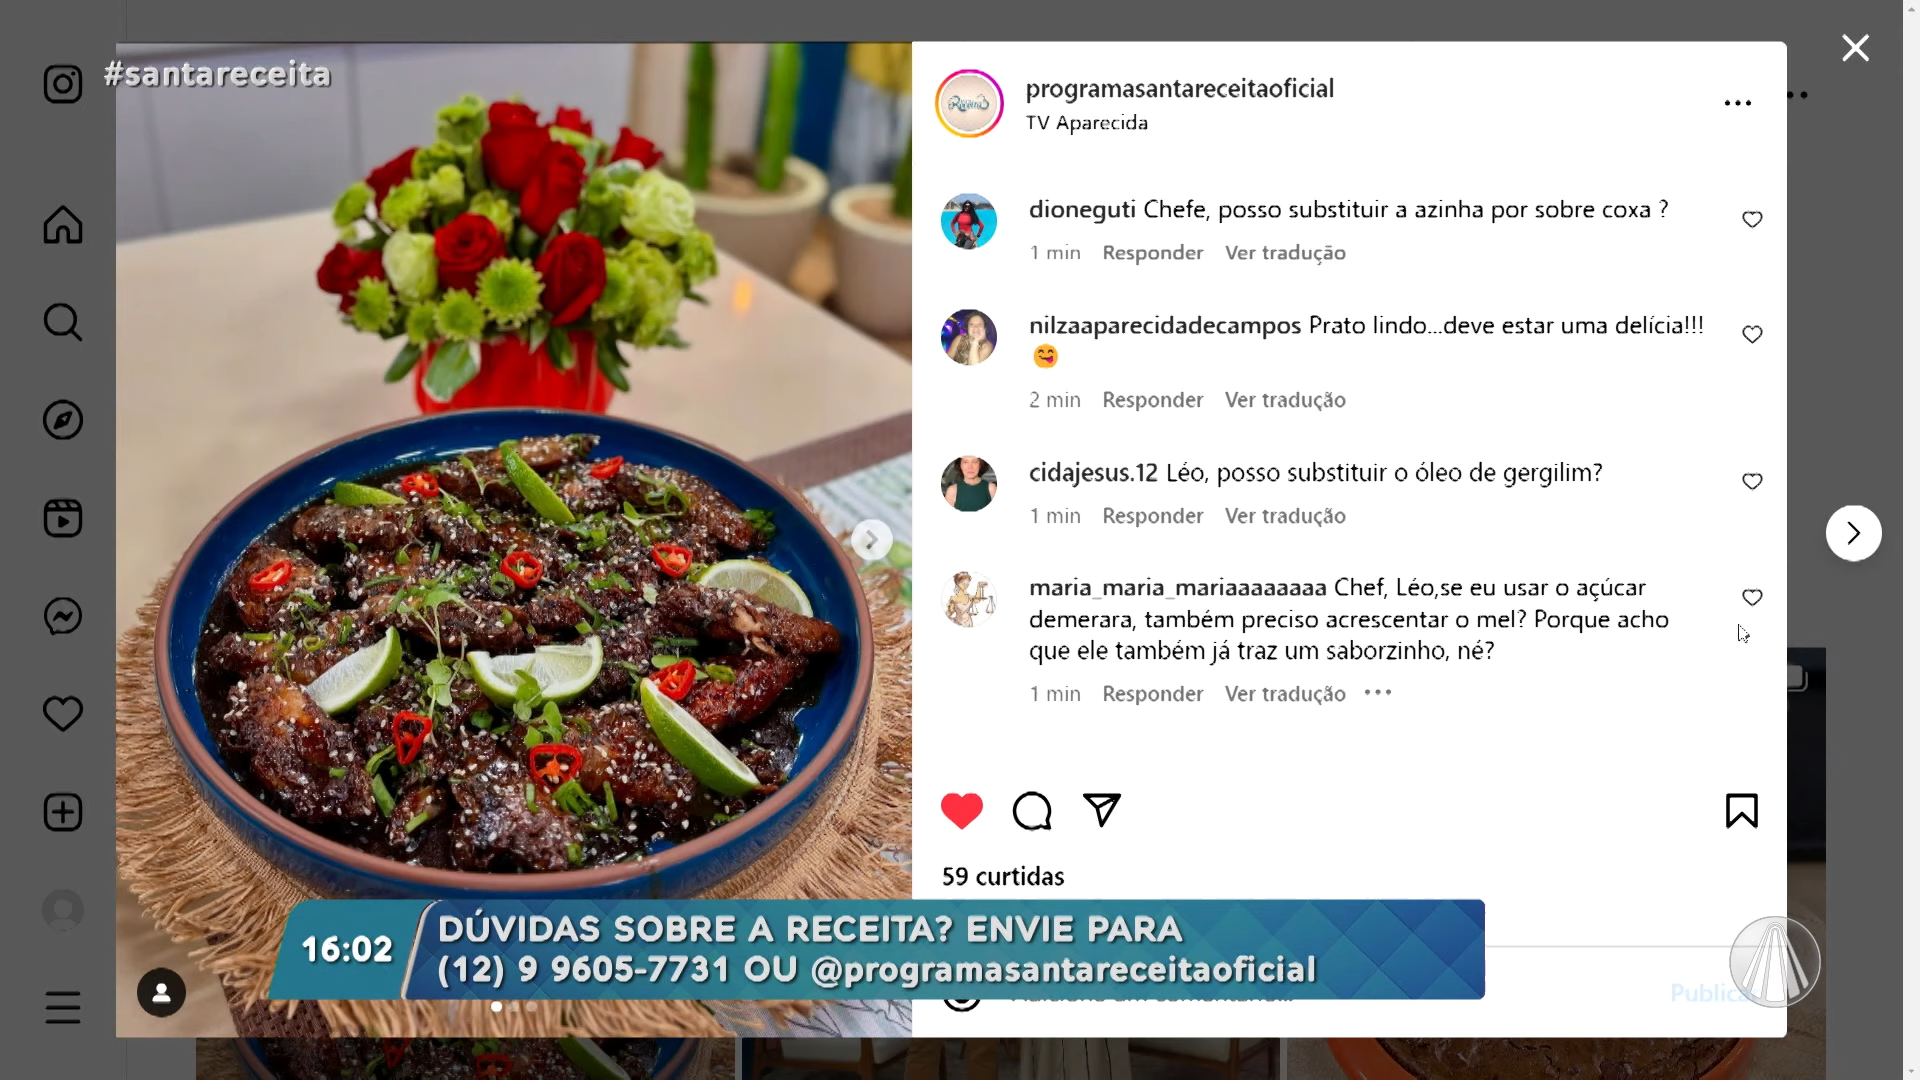 #santareceita
programasantareceitaoficial
TV Aparecida
dioneguti Chefe, posso substituir a azinha por sobre coxa ?
1 min Responder Ver tradução
nilzaaparecidadecampos Prato lindo...deve estar uma delícia!!!
😋
2 min Responder Ver tradução
cidajesus.12 Léo, posso substituir o óleo de gergilim?
1 min Responder Ver tradução
maria_maria_mariaaaaaaaa Chef, Léo,se eu usar o açúcar
demerara, também preciso acrescentar o mel? Porque acho
que ele também já traz um saborzinho, né?
1 min Responder Ver tradução
59 curtidas
16:02
DÚVIDAS SOBRE A RECEITA? ENVIE PARA
(12) 9 9605-7731 OU @programasantareceitaoficial